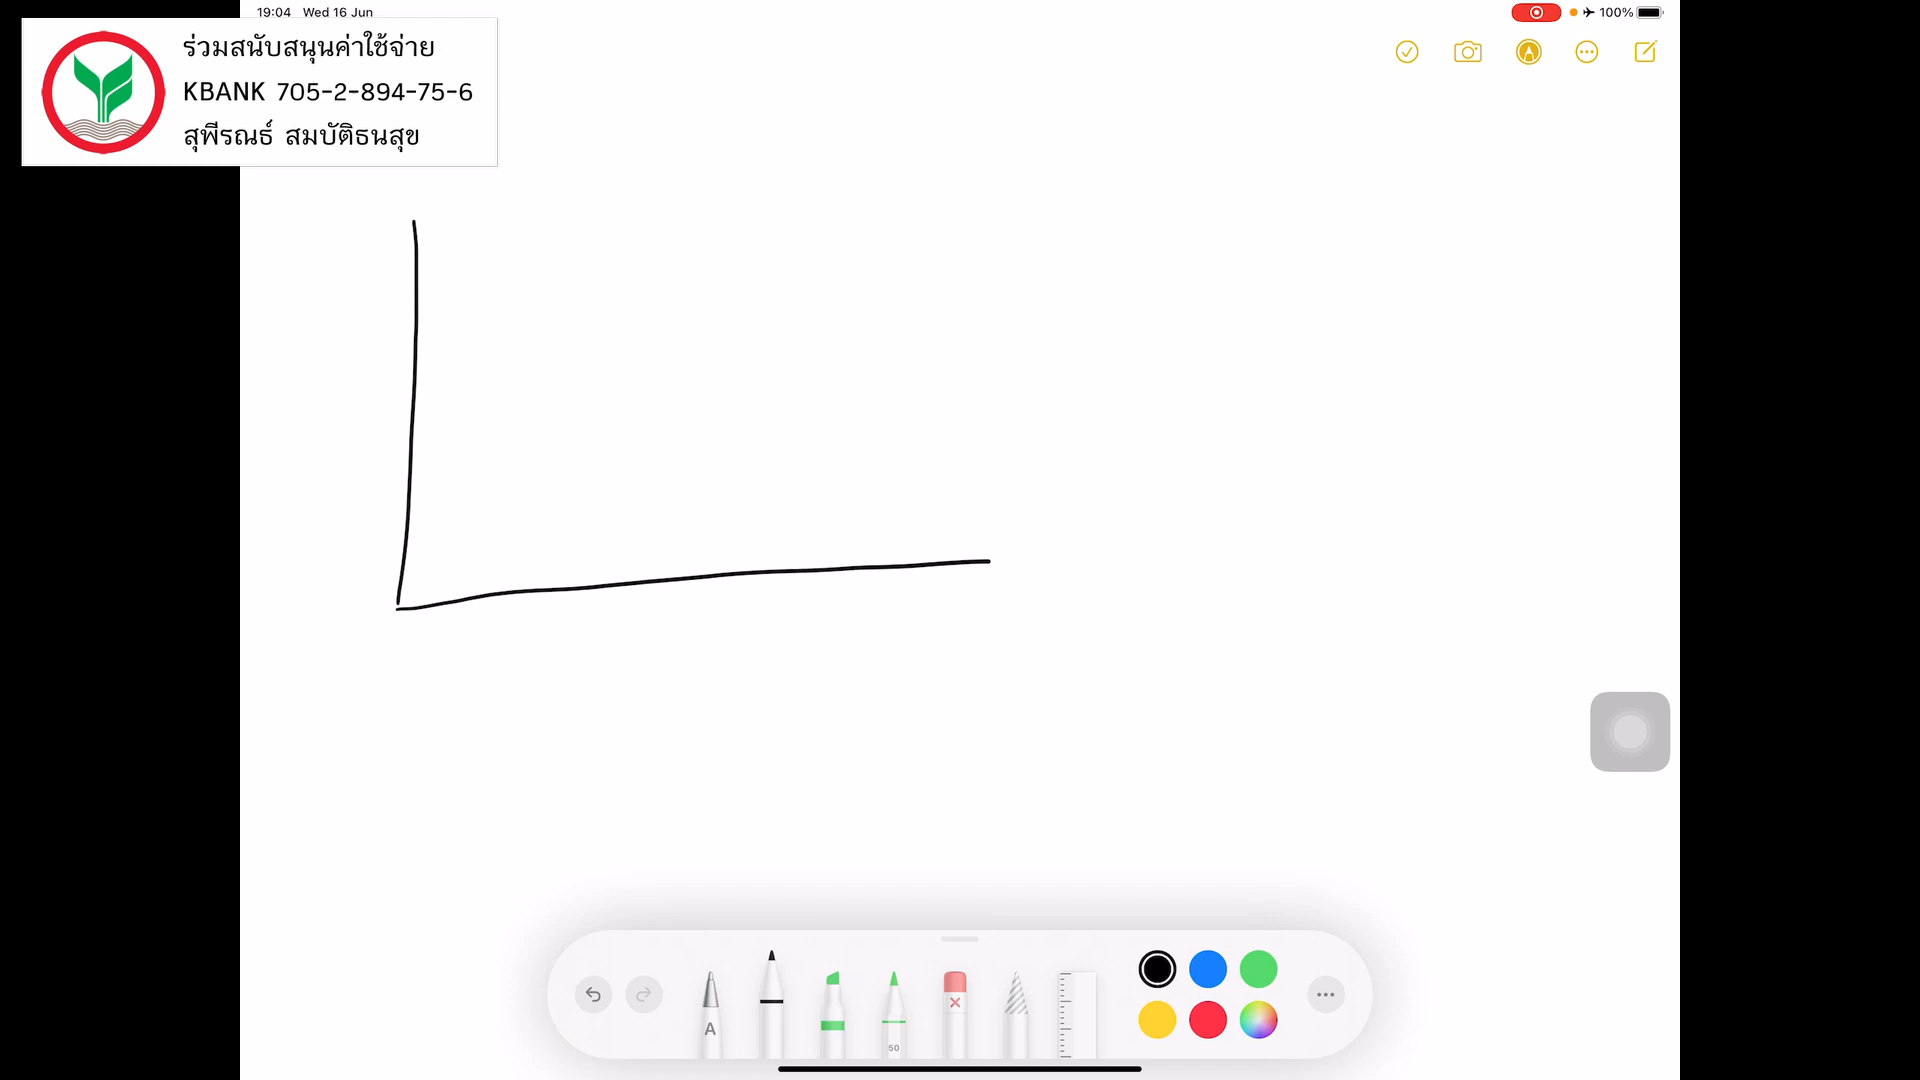 19:04 Wed 16 Jun
100%
ร่วมสนับสนุนค่าใช้จ่าย
KBANK 705-2-894-75-6
สุพีรณธ์ สมบัติธนสุข
A
50